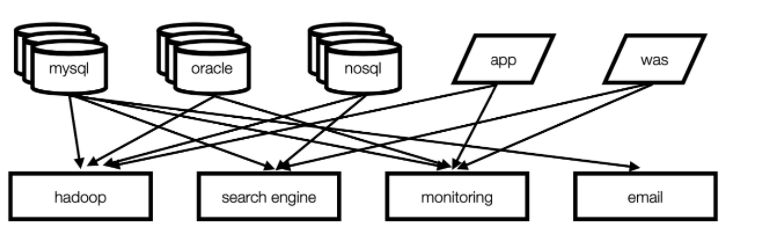 mysql
oracle
nosql
app
was
hadoop
search engine
monitoring
email